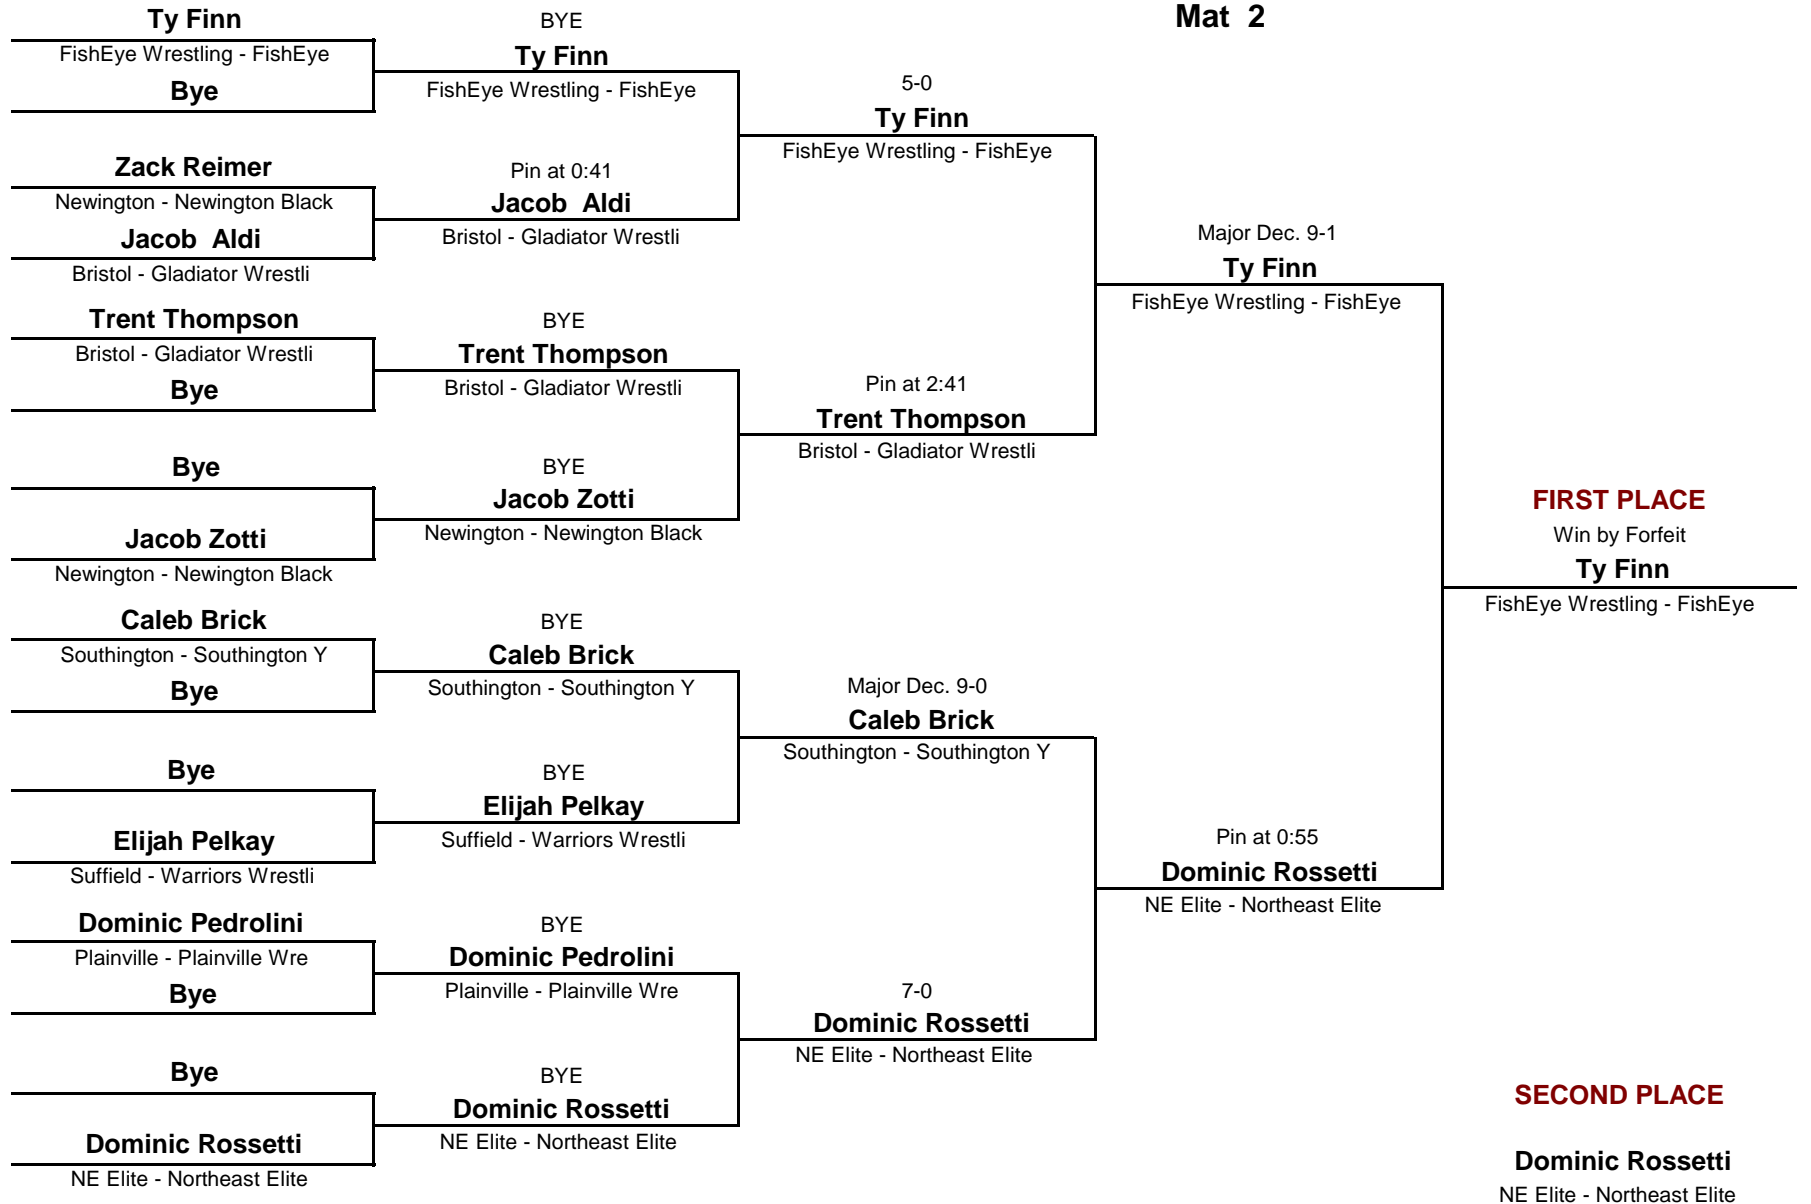 Mat 2
Ty Finn
FishEye Wrestling - FishEye
Bye
Zack Reimer
Newington - Newington Black
Jacob Aldi
Bristol - Gladiator Wrestli
Trent Thompson
Bristol - Gladiator Wrestli
Bye
Bye
Jacob Zotti
Newington - Newington Black
Caleb Brick
Southington - Southington Y
Bye
Bye
Elijah Pelkay
Suffield - Warriors Wrestli
Dominic Pedrolini
Plainville - Plainville Wre
Bye
Bye
Dominic Rossetti
NE Elite - Northeast Elite
BYE
Ty Finn
FishEye Wrestling - FishEye
Pin at 0:41
Jacob Aldi
Bristol - Gladiator Wrestli
BYE
Trent Thompson
Bristol - Gladiator Wrestli
BYE
Jacob Zotti
Newington - Newington Black
BYE
Caleb Brick
Southington - Southington Y
BYE
Elijah Pelkay
Suffield - Warriors Wrestli
BYE
Dominic Pedrolini
Plainville - Plainville Wre
BYE
Dominic Rossetti
NE Elite - Northeast Elite
5-0
Ty Finn
FishEye Wrestling - FishEye
Pin at 2:41
Trent Thompson
Bristol - Gladiator Wrestli
Major Dec. 9-0
Caleb Brick
Southington - Southington Y
7-0
Dominic Rossetti
NE Elite - Northeast Elite
Major Dec. 9-1
Ty Finn
FishEye Wrestling - FishEye
Pin at 0:55
Dominic Rossetti
NE Elite - Northeast Elite
FIRST PLACE
Win by Forfeit
Ty Finn
FishEye Wrestling - FishEye
SECOND PLACE
Dominic Rossetti
NE Elite - Northeast Elite